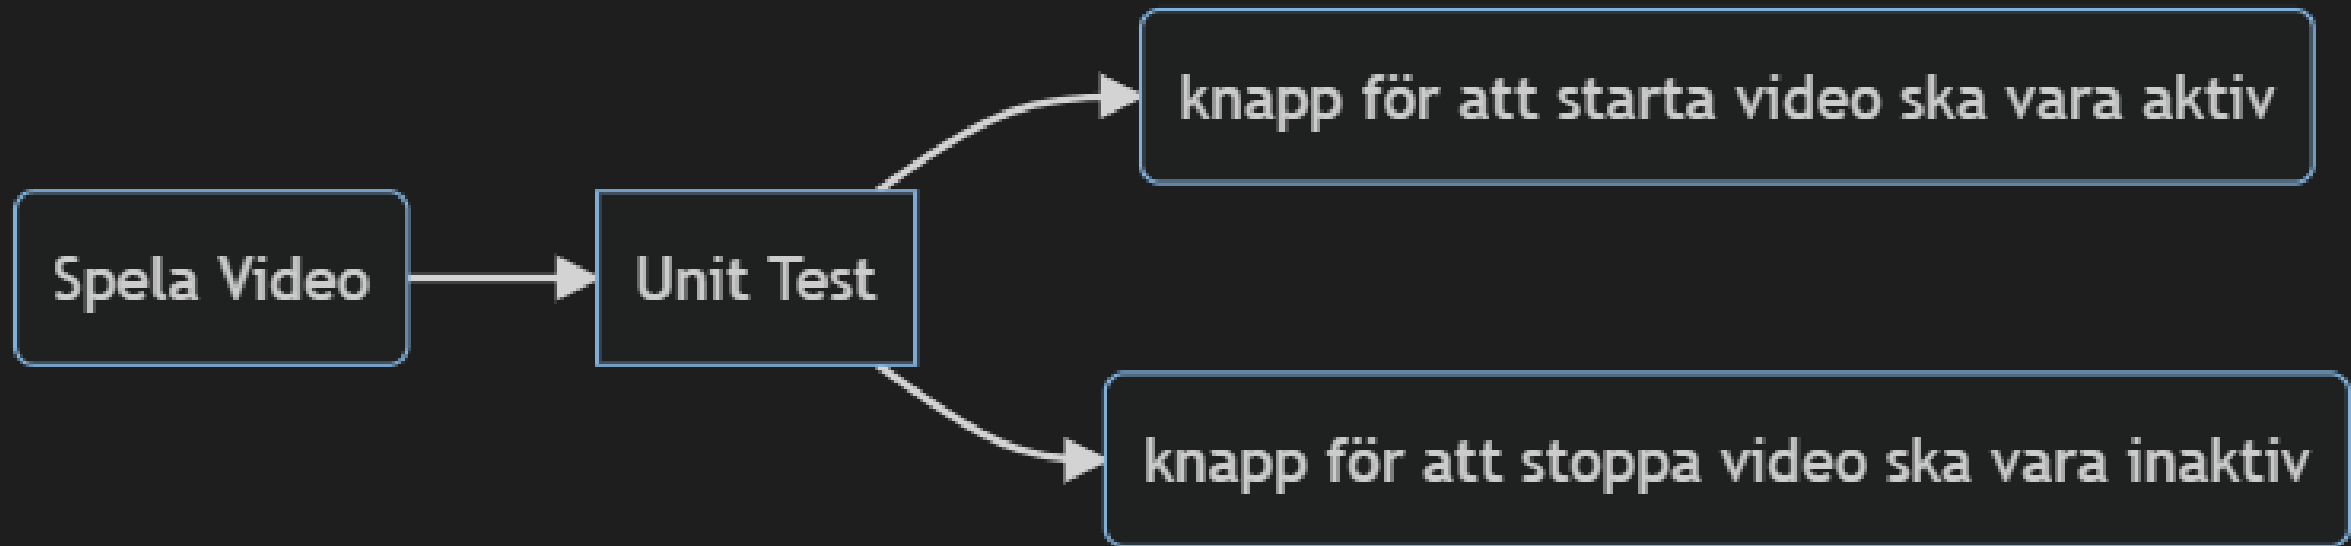 Spela Video
Unit Test
knapp för att starta video ska vara aktiv
knapp för att stoppa video ska vara inaktiv